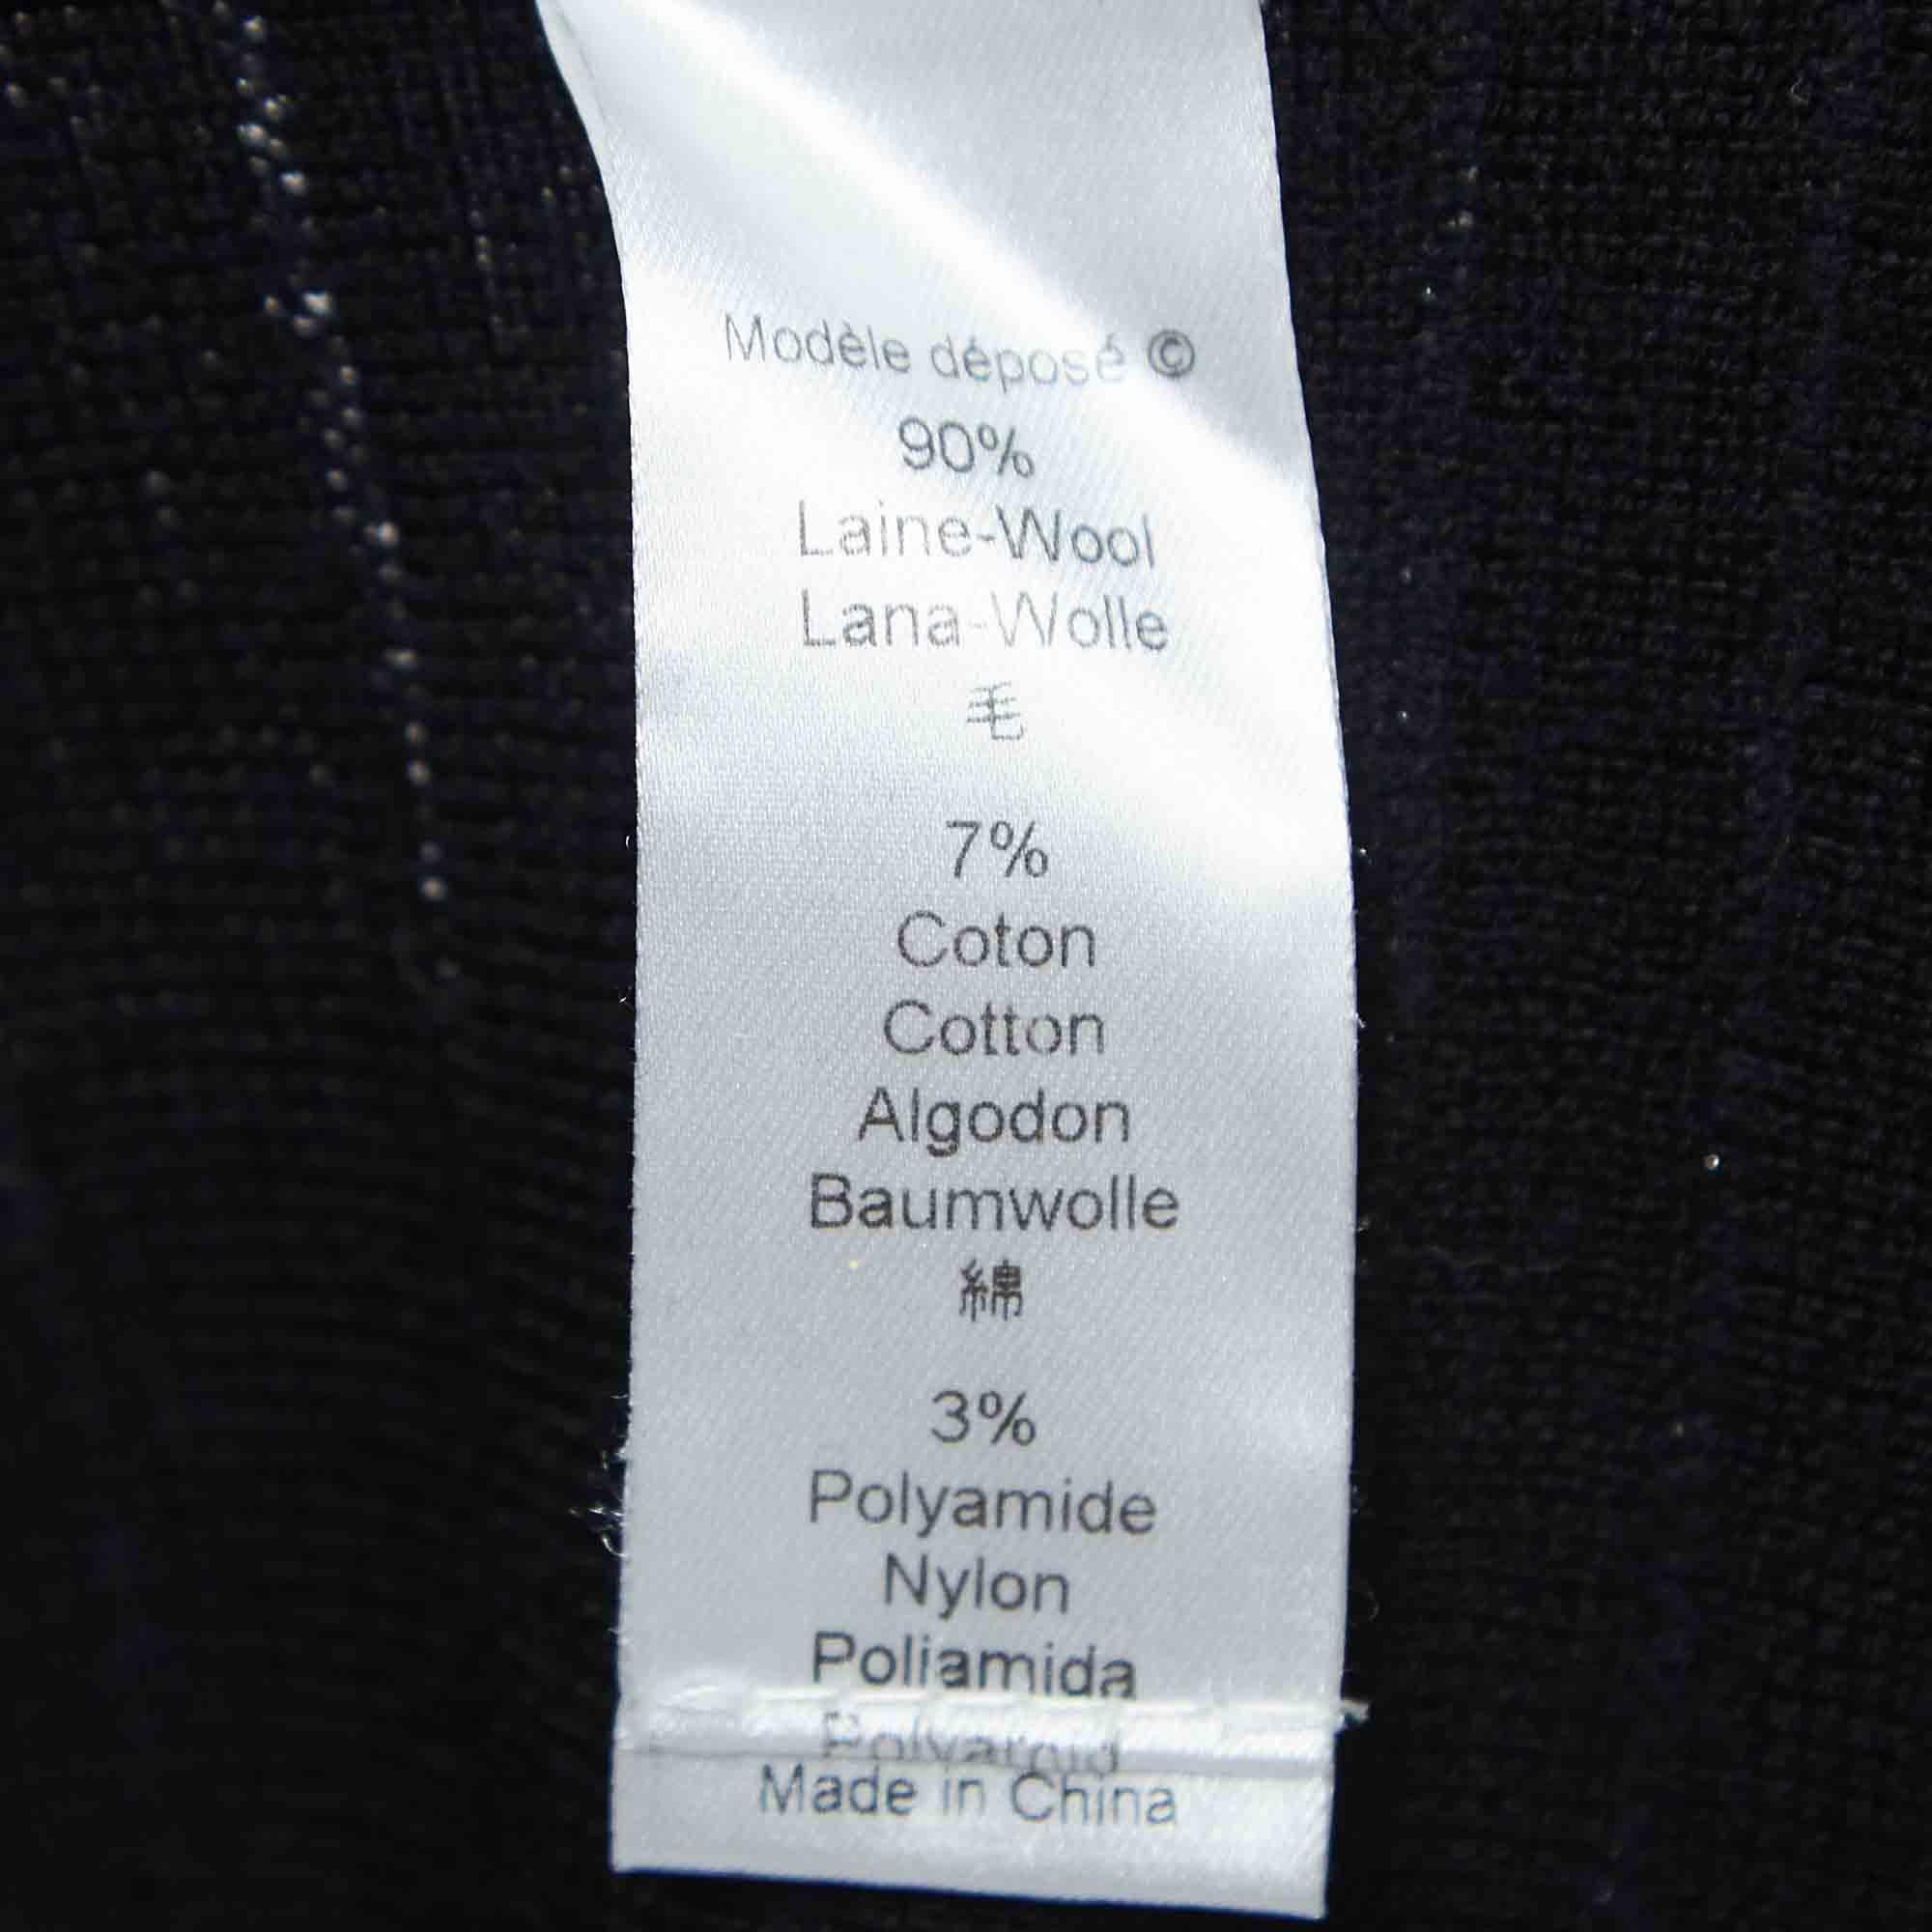 Modèle déposé ©
90%
Laine-Wool
Lana-Wolle
毛
7%
Coton
Cotton
Algodon
Baumwolle
綿
3%
Polyamide
Nylon
Poliamida
Made in China